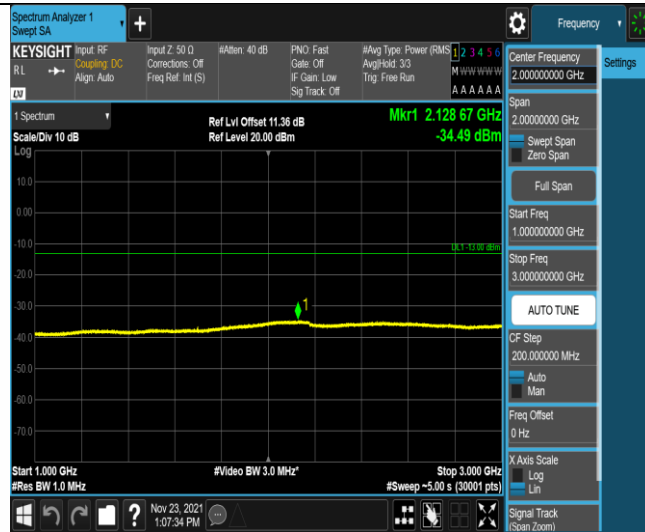 Spectrum Analyzer 1
Swept SA
+
Frequency
KEYSIGHT
Input: RF
Input Z: 50 Ω
#Atten: 40 dB
PNO: Fast
#Avg Type: Power (RMS
1 2 3 4 5 6
Coupling: DC
Corrections: Off
Gate: Off
Avg|Hold: 3/3
M W W W W W
R L
Align: Auto
Freq Ref: Int (S)
IF Gain: Low
Trig: Free Run
Sig Track: Off
A A A A A A
LXI
Center Frequency
2.000000000 GHz
Settings
Span
2.00000000 GHz
Swept Span
Zero Span
Full Span
Start Freq
1.000000000 GHz
Stop Freq
3.000000000 GHz
AUTO TUNE
CF Step
200.000000 MHz
Auto
Man
Freq Offset
0 Hz
X Axis Scale
Log
Lin
Signal Track
(Span Zoom)
1 Spectrum
Ref Lvl Offset 11.36 dB
Mkr1 2.128 67 GHz
Scale/Div 10 dB
Ref Level 20.00 dBm
-34.49 dBm
Log
10.0
0.00
-10.0
DL1 -13.00 dBm
-20.0
-30.0
1
-40.0
-50.0
-60.0
-70.0
Start 1.000 GHz
#Video BW 3.0 MHz*
Stop 3.000 GHz
#Res BW 1.0 MHz
#Sweep ~5.00 s (30001 pts)
?
Nov 23, 2021
1:07:34 PM